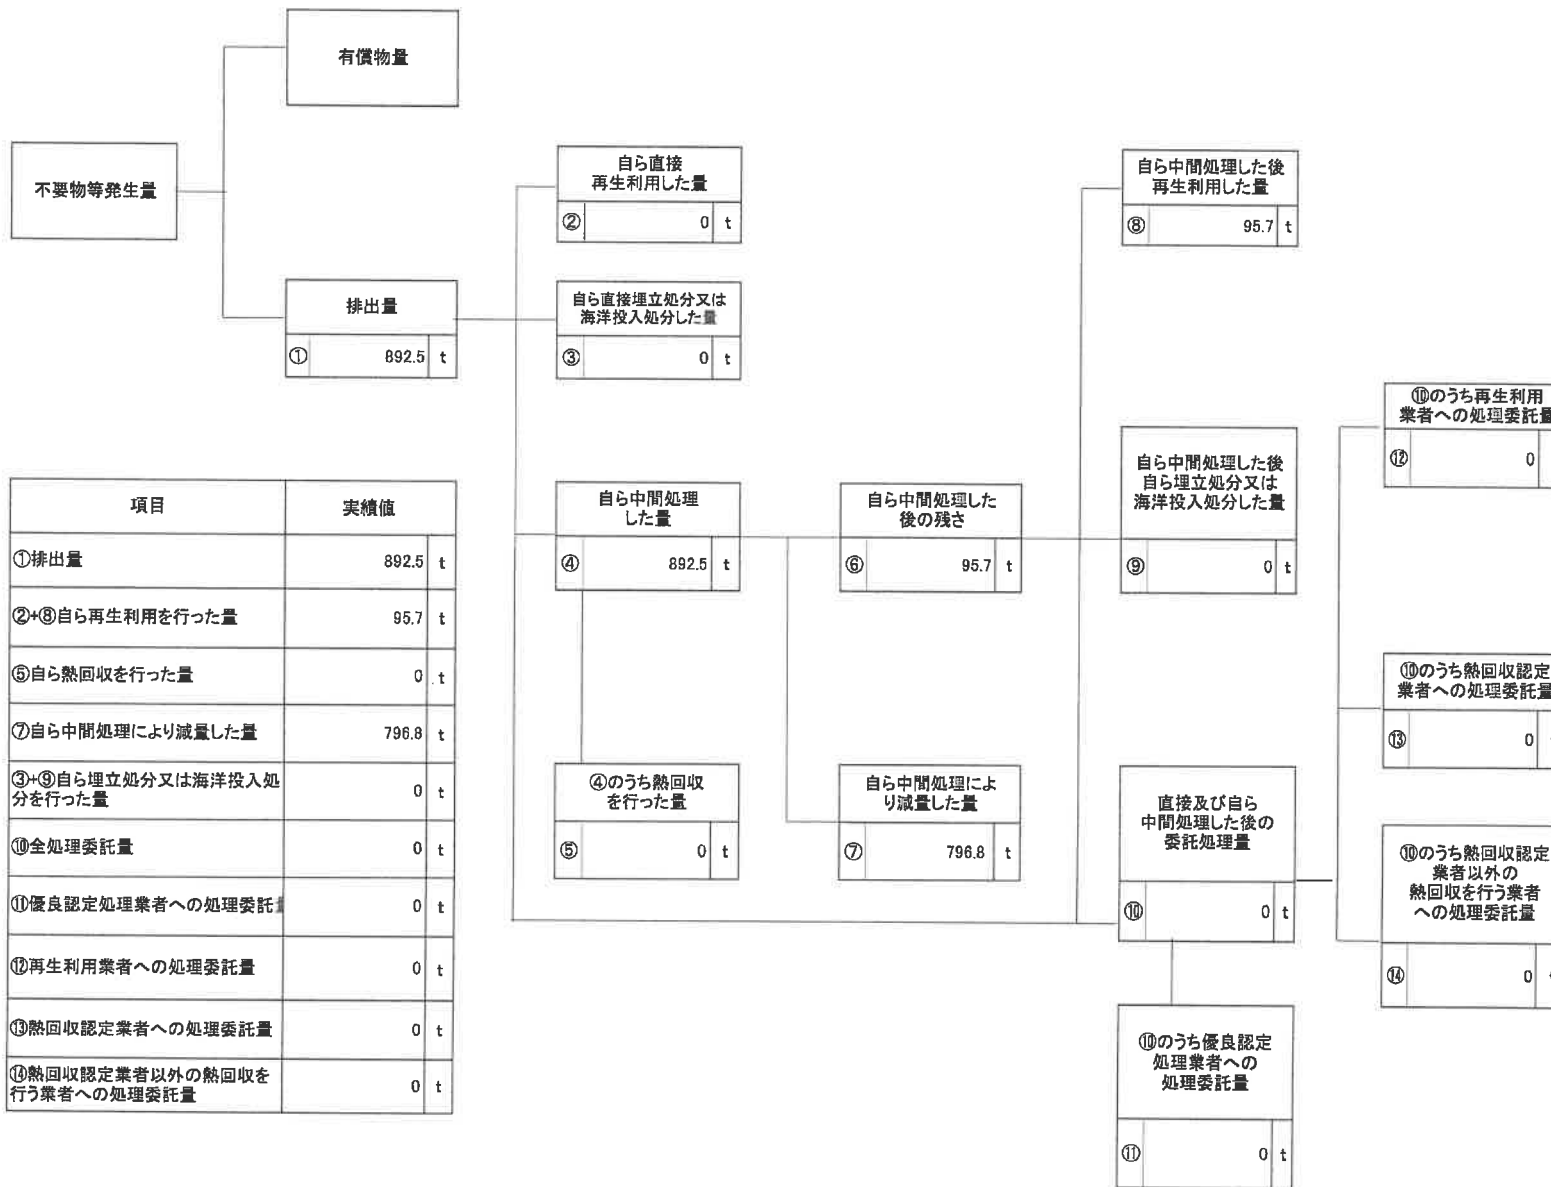 有償物量
不要物等発生量
排出量
① 892.5 t
自ら直接
再生利用した量
② 0 t
自ら直接埋立処分又は
海洋投入処分した量
③ 0 t
自ら中間処理
した量
④ 892.5 t
④のうち熱回収
を行った量
⑤ 0 t
自ら中間処理した
後の残さ
⑥ 95.7 t
自ら中間処理によ
り減量した量
⑦ 796.8 t
自ら中間処理した後
再生利用した量
⑧ 95.7 t
自ら中間処理した後
自ら埋立処分又は
海洋投入処分した量
⑨ 0 t
直接及び自ら
中間処理した後の
委託処理量
⑩ 0 t
⑩のうち優良認定
処理業者への
処理委託量
⑪ 0 t
⑩のうち再生利用
業者への処理委託量
⑫ 0
⑩のうち熱回収認定
業者への処理委託量
⑬ 0
⑩のうち熱回収認定
業者以外の
熱回収を行う業者
への処理委託量
⑭ 0
項目 実績値
①排出量 892.5 t
②+⑧自ら再生利用を行った量 95.7 t
⑤自ら熱回収を行った量 0 t
⑦自ら中間処理により減量した量 796.8 t
③+⑨自ら埋立処分又は海洋投入処
分を行った量 0 t
⑩全処理委託量 0 t
⑪優良認定処理業者への処理委託 0 t
⑫再生利用業者への処理委託量 0 t
⑬熱回収認定業者への処理委託量 0 t
⑭熱回収認定業者以外の熱回収を
行う業者への処理委託量 0 t